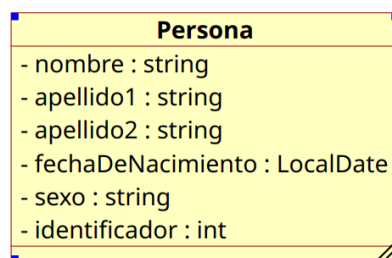 Persona
- nombre : string
- apellido1 : string
- apellido2 : string
- fechaDeNacimiento : LocalDate
- sexo : string
- identificador : int